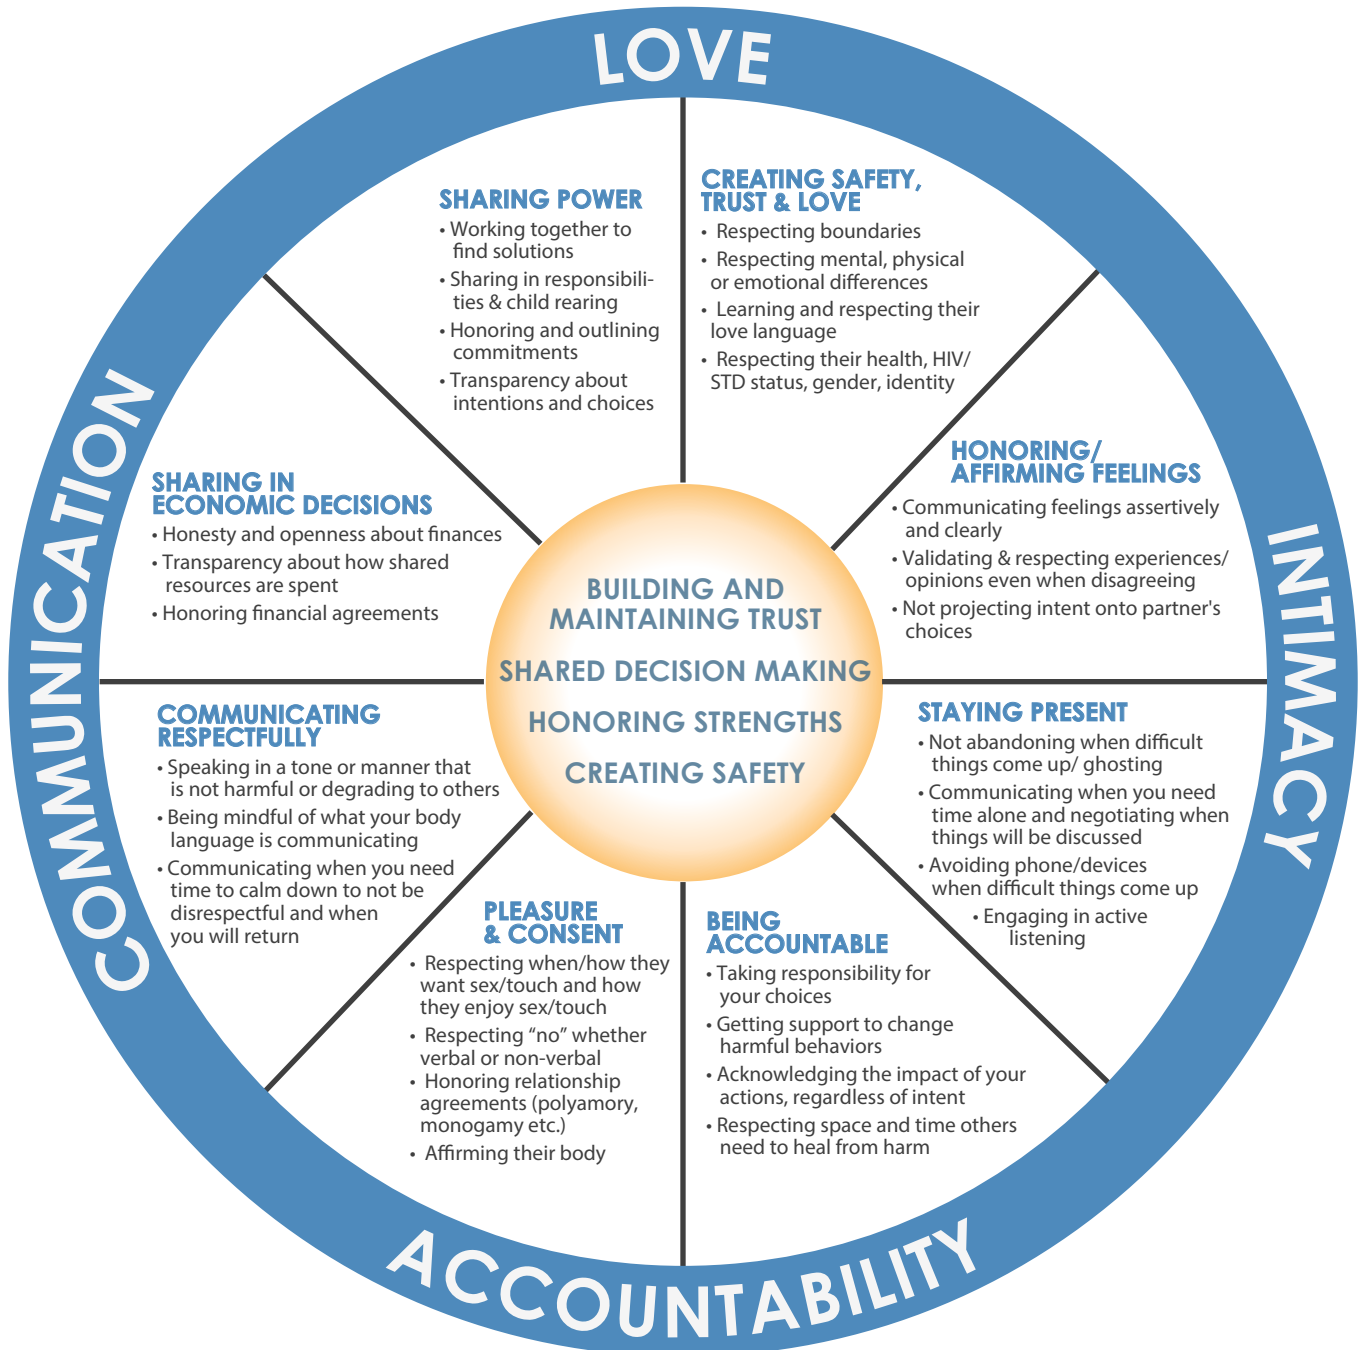 LOVE
SHARING POWER
• Working together to
find solutions
• Sharing in responsibili-
ties & child rearing
• Honoring and outlining
commitments
• Transparency about
intentions and choices
CREATING SAFETY,
TRUST & LOVE
• Respecting boundaries
• Respecting mental, physical
or emotional differences
• Learning and respecting their
love language
• Respecting their health, HIV/
STD status, gender, identity
HONORING/
AFFIRMING FEELINGS
• Communicating feelings assertively
and clearly
• Validating & respecting experiences/
opinions even when disagreeing
• Not projecting intent onto partner's
choices
INTIMACY
STAYING PRESENT
• Not abandoning when difficult
things come up/ ghosting
• Communicating when you need
time alone and negotiating when
things will be discussed
• Avoiding phone/devices
when difficult things come up
• Engaging in active
listening
BEING
ACCOUNTABLE
• Taking responsibility for
your choices
• Getting support to change
harmful behaviors
• Acknowledging the impact of your
actions, regardless of intent
• Respecting space and time others
need to heal from harm
ACCOUNTABILITY
PLEASURE
& CONSENT
• Respecting when/how they
want sex/touch and how
they enjoy sex/touch
• Respecting “no” whether
verbal or non-verbal
• Honoring relationship
agreements (polyamory,
monogamy etc.)
• Affirming their body
COMMUNICATING
RESPECTFULLY
• Speaking in a tone or manner that
is not harmful or degrading to others
• Being mindful of what your body
language is communicating
• Communicating when you need
time to calm down to not be
disrespectful and when
you will return
COMMUNICATION
SHARING IN
ECONOMIC DECISIONS
• Honesty and openness about finances
• Transparency about how shared
resources are spent
• Honoring financial agreements
BUILDING AND
MAINTAINING TRUST
SHARED DECISION MAKING
HONORING STRENGTHS
CREATING SAFETY